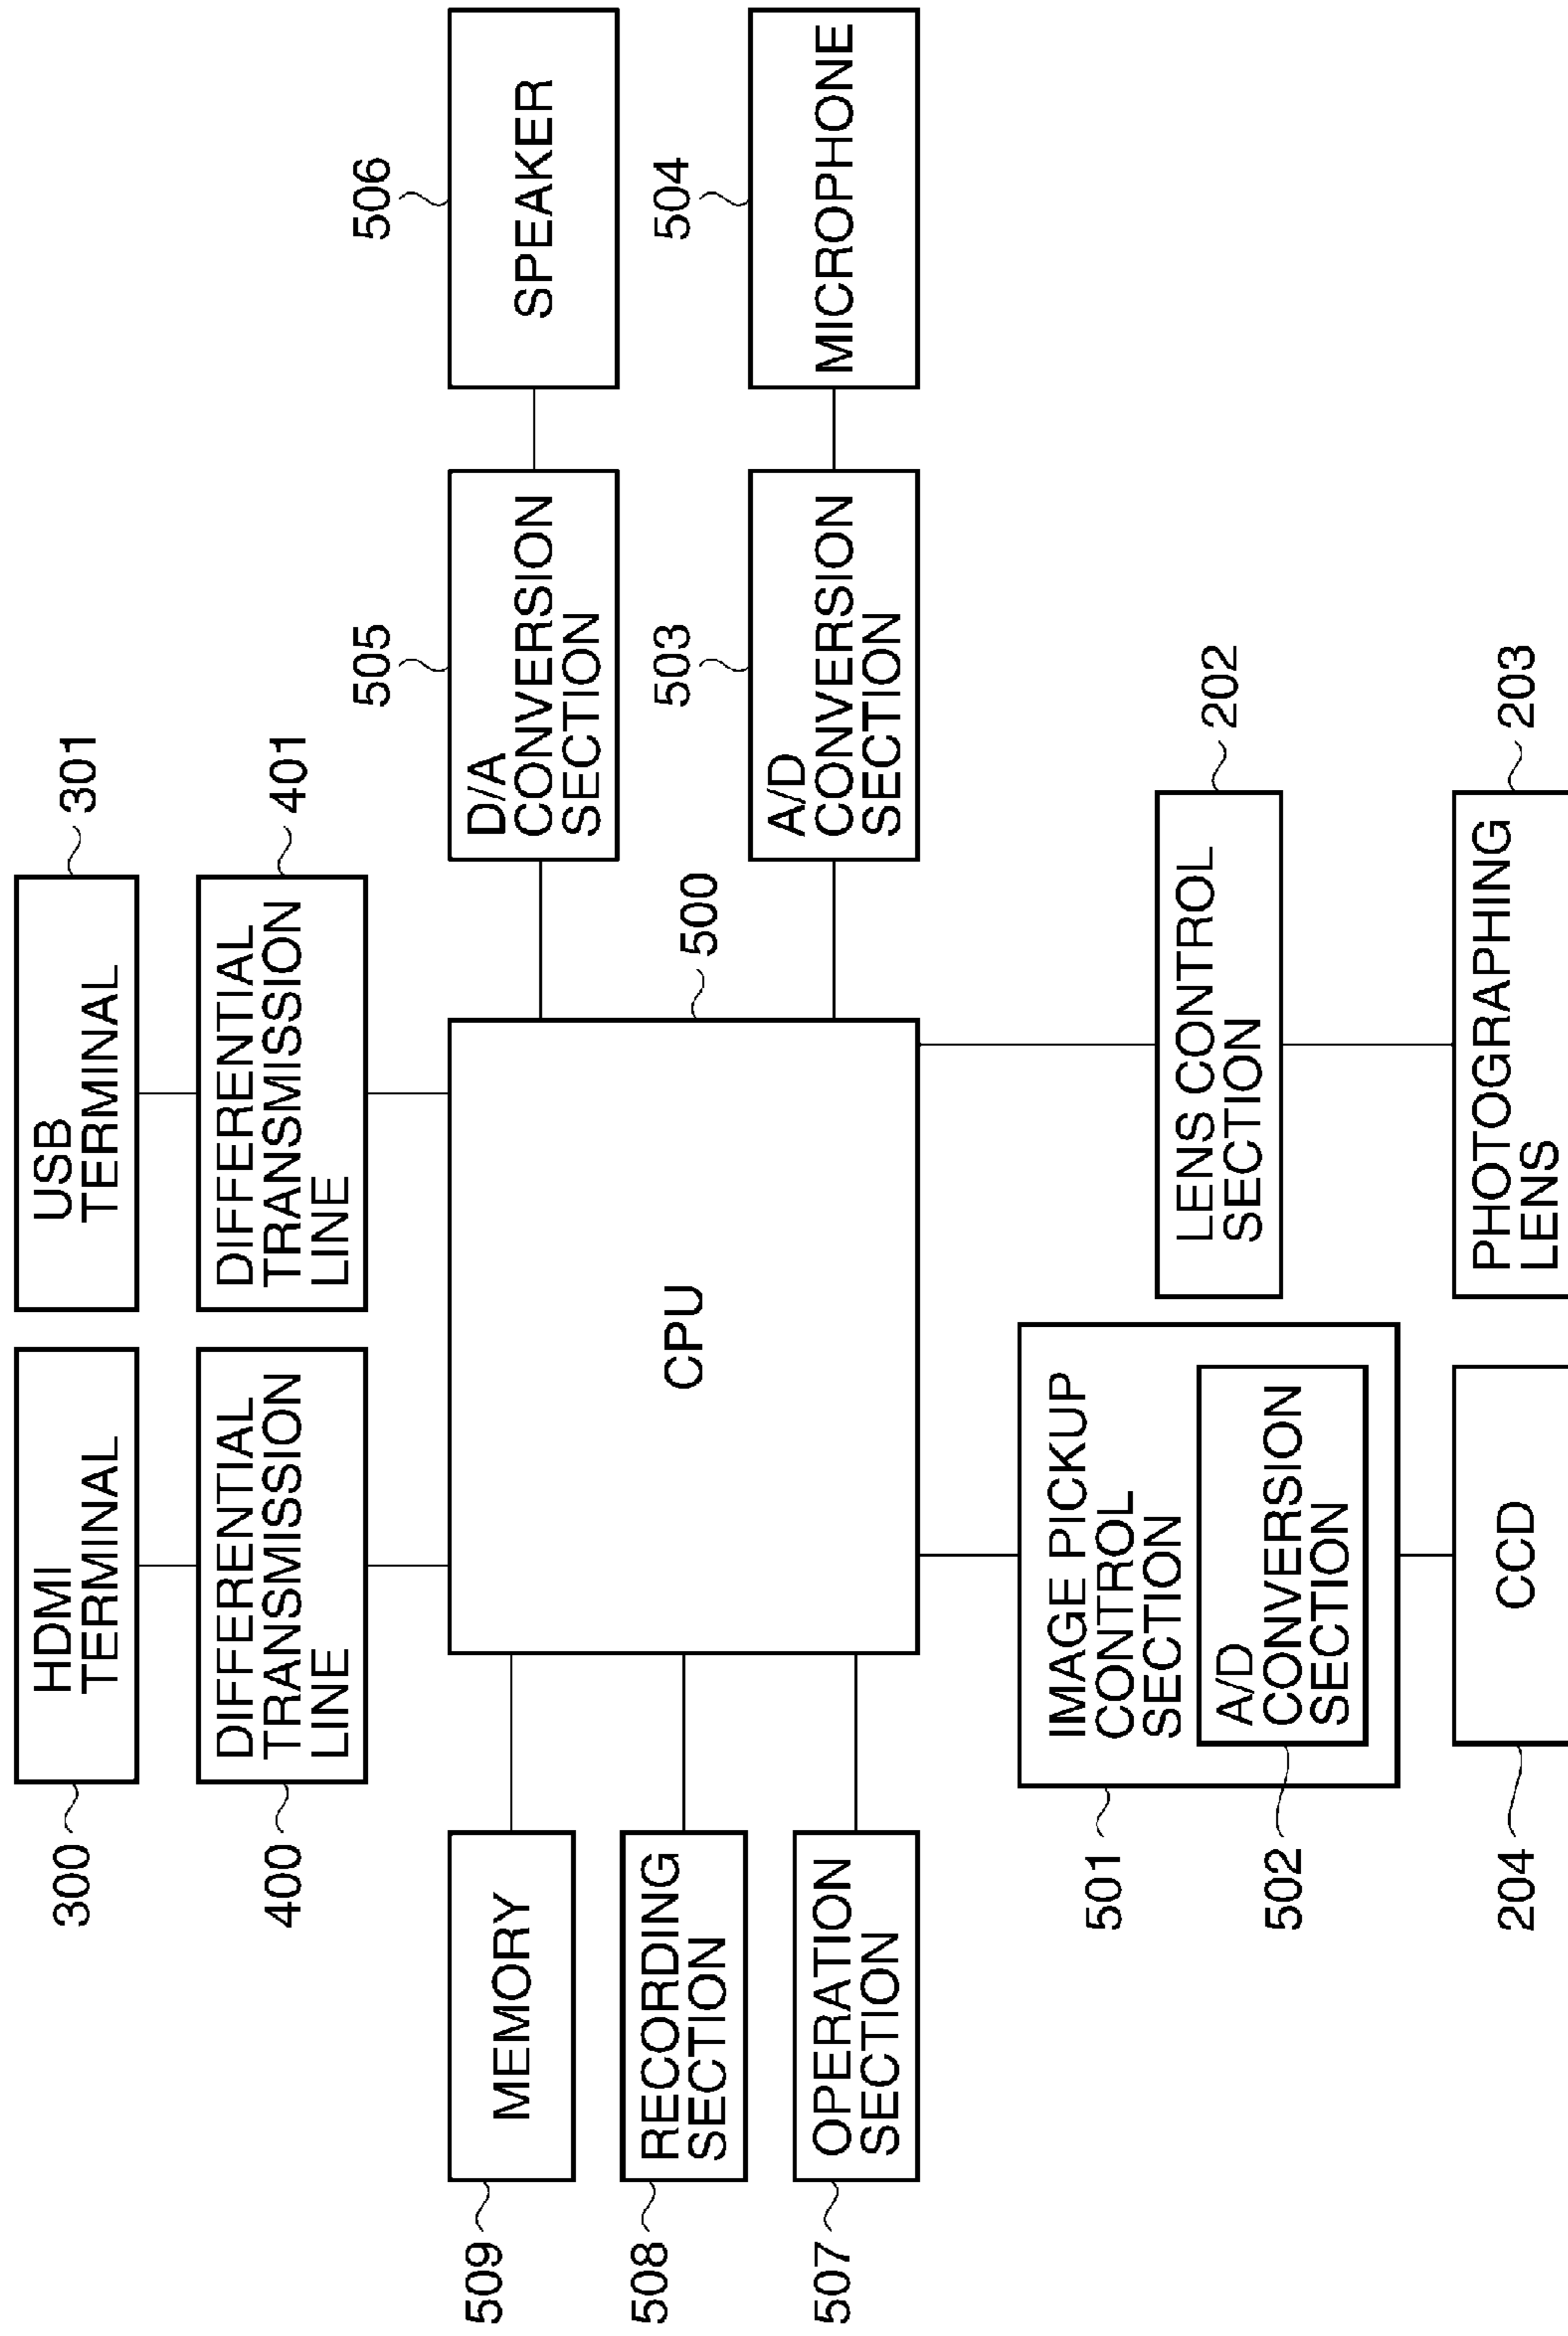 300
HDMI
TERMINAL
USB
TERMINAL
301
400
DIFFERENTIAL
TRANSMISSION
LINE
DIFFERENTIAL
TRANSMISSION
LINE
401
509
MEMORY
508
RECORDING
SECTION
507
OPERATION
SECTION
CPU
500
505
D/A
CONVERSION
SECTION
506
SPEAKER
503
A/D
CONVERSION
SECTION
504
MICROPHONE
501
IMAGE PICKUP
CONTROL
SECTION
502
A/D
CONVERSION
SECTION
LENS CONTROL
SECTION
202
204
CCD
PHOTOGRAPHING
LENS
203